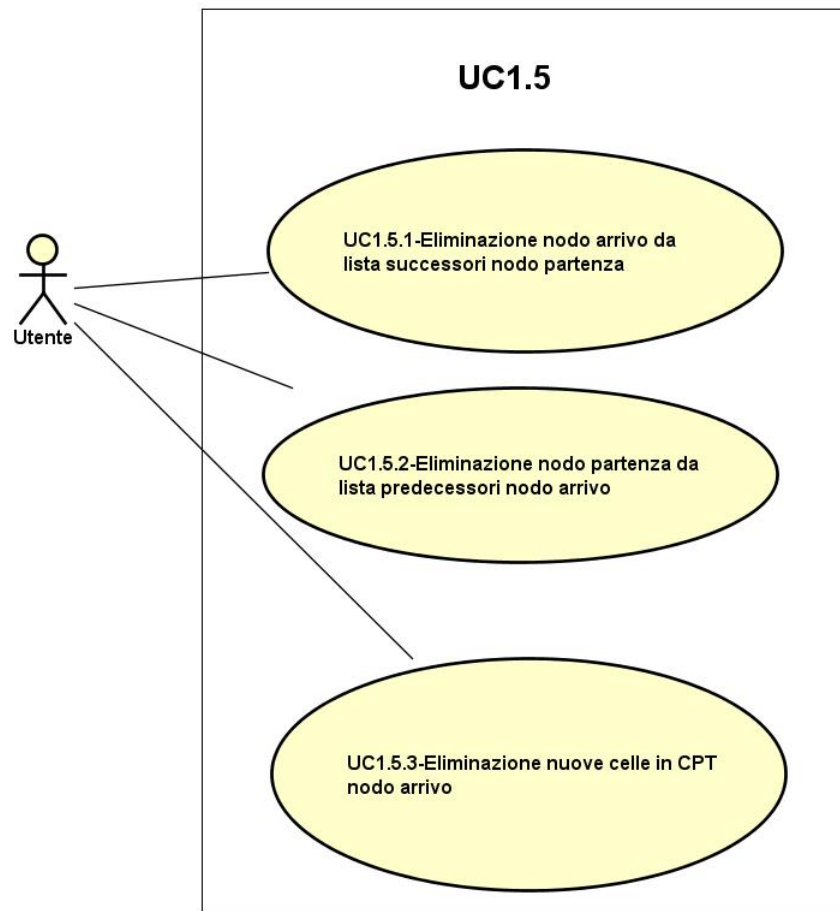 UC1.5
UC1.5.1-Eliminazione nodo arrivo da
lista successori nodo partenza
Utente
UC1.5.2-Eliminazione nodo partenza da
lista predecessori nodo arrivo
UC1.5.3-Eliminazione nuove celle in CPT
nodo arrivo